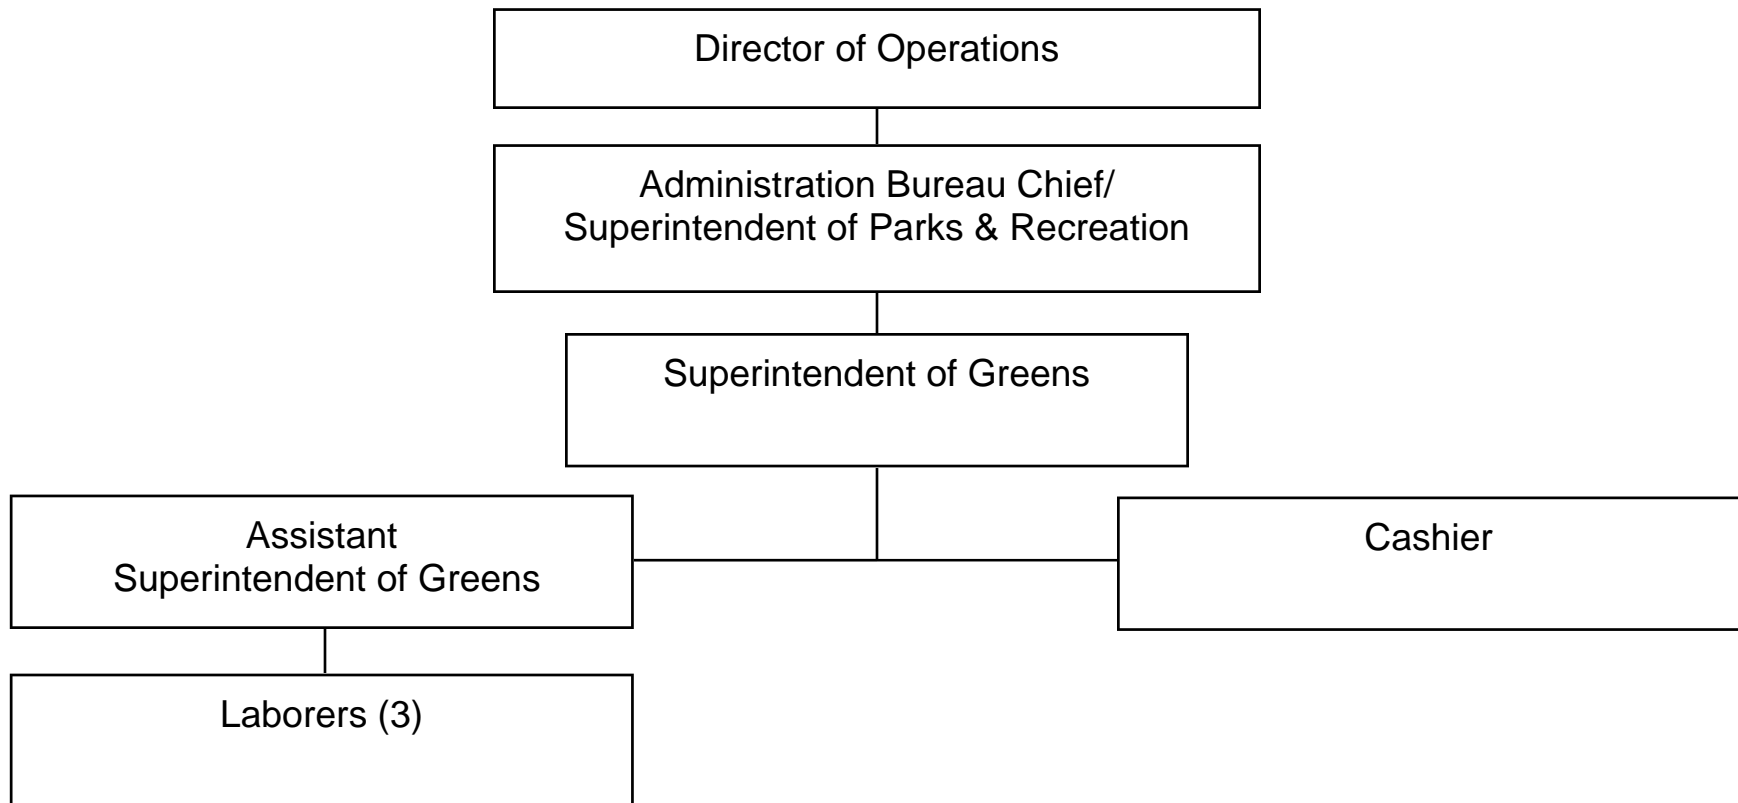 Director of Operations
Administration Bureau Chief/
Superintendent of Parks & Recreation
Superintendent of Greens
Assistant
Superintendent of Greens
Cashier
Laborers (3)